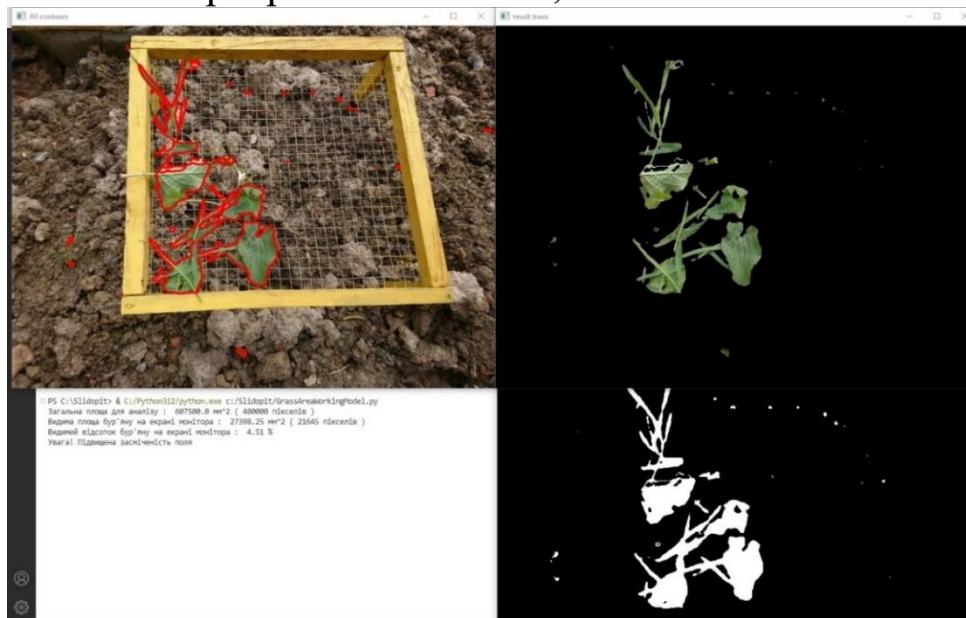 All contours
result trava
PS C:\Slidopit> & C:/Python312/python.exe c:/Slidopit/GrassAreaWorkingModel.py
Загальна площа для аналізу : 607500.0 мм^2 ( 480000 пікселів )
Видима площа бур'яну на екрані монітора : 27398.25 мм^2 ( 21645 пікселів )
Видимий відсоток бур'яну на екрані монітора : 4.51 %
Увага! Підвищена засміченість поля